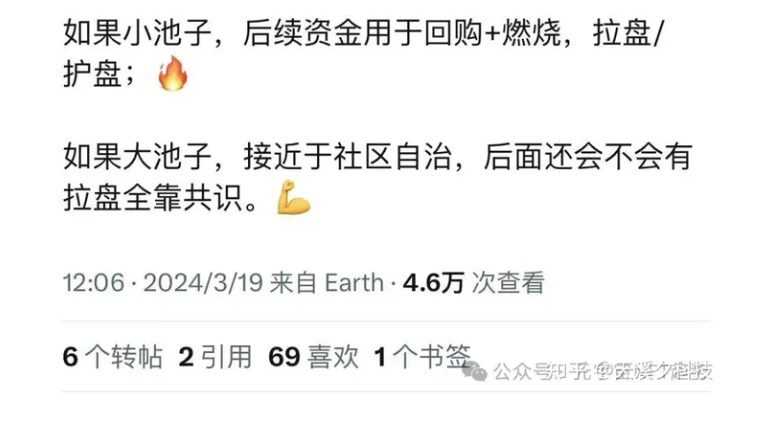 如果小池子，后续资金用于回购+燃烧，拉盘/
护盘；🔥
如果大池子，接近于社区自治，后面还会不会有
拉盘全靠共识。💪
12:06 · 2024/3/19 来自 Earth · 4.6万 次查看
6 个转帖 2 引用 69 喜欢 1 个书签
公众号 知乎 @